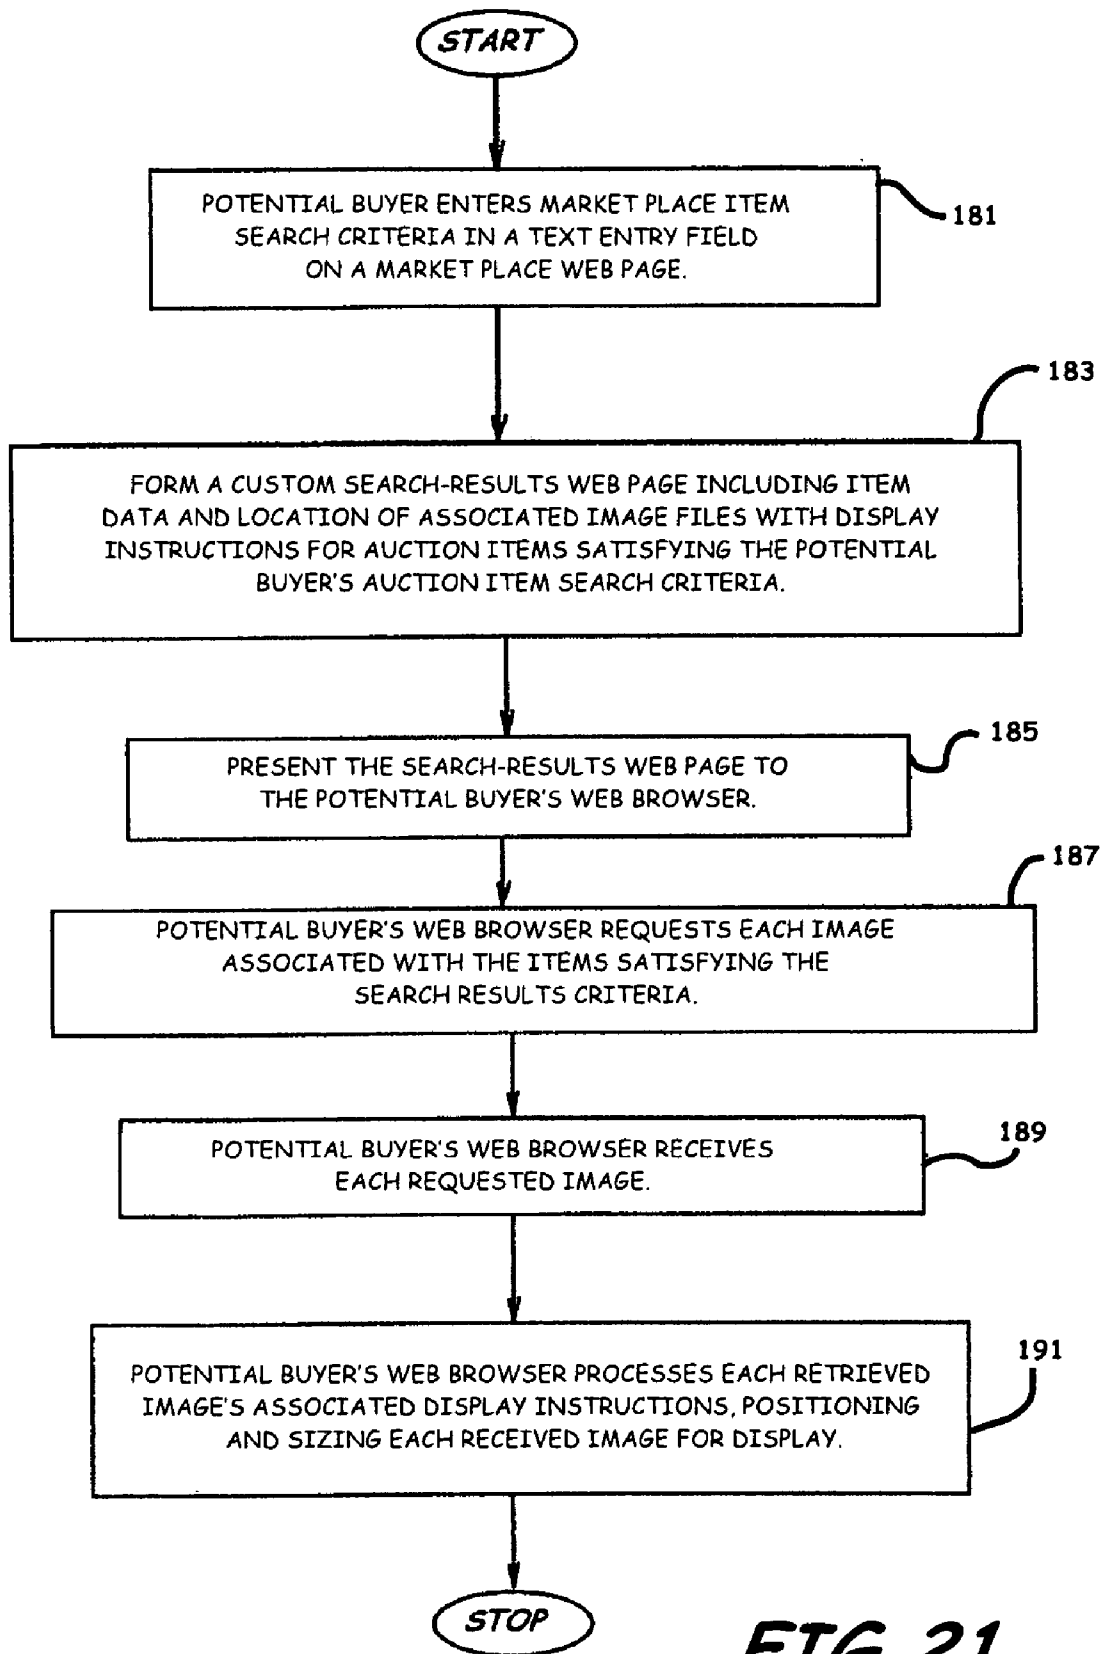 START
POTENTIAL BUYER ENTERS MARKET PLACE ITEM
SEARCH CRITERIA IN A TEXT ENTRY FIELD
ON A MARKET PLACE WEB PAGE.
181
183
FORM A CUSTOM SEARCH-RESULTS WEB PAGE INCLUDING ITEM
DATA AND LOCATION OF ASSOCIATED IMAGE FILES WITH DISPLAY
INSTRUCTIONS FOR AUCTION ITEMS SATISFYING THE POTENTIAL
BUYER'S AUCTION ITEM SEARCH CRITERIA.
185
PRESENT THE SEARCH-RESULTS WEB PAGE TO
THE POTENTIAL BUYER'S WEB BROWSER.
187
POTENTIAL BUYER'S WEB BROWSER REQUESTS EACH IMAGE
ASSOCIATED WITH THE ITEMS SATISFYING THE
SEARCH RESULTS CRITERIA.
189
POTENTIAL BUYER'S WEB BROWSER RECEIVES
EACH REQUESTED IMAGE.
191
POTENTIAL BUYER'S WEB BROWSER PROCESSES EACH RETRIEVED
IMAGE'S ASSOCIATED DISPLAY INSTRUCTIONS, POSITIONING
AND SIZING EACH RECEIVED IMAGE FOR DISPLAY.
STOP
FIG. 21